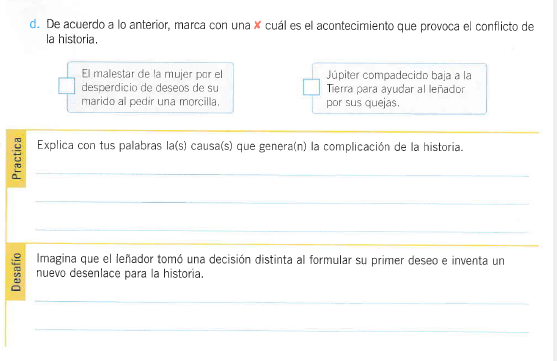 d. De acuerdo a lo anterior, marca con una ✗ cuál es el acontecimiento que provoca el conflicto de
la historia.
El malestar de la mujer por el
desperdicio de deseos de su
marido al pedir una morcilla.
Júpiter compadecido baja a la
Tierra para ayudar al leñador
por sus quejas.
Practica
Explica con tus palabras la(s) causa(s) que genera(n) la complicación de la historia.
Desafío
Imagina que el leñador tomó una decisión distinta al formular su primer deseo e inventa un
nuevo desenlace para la historia.